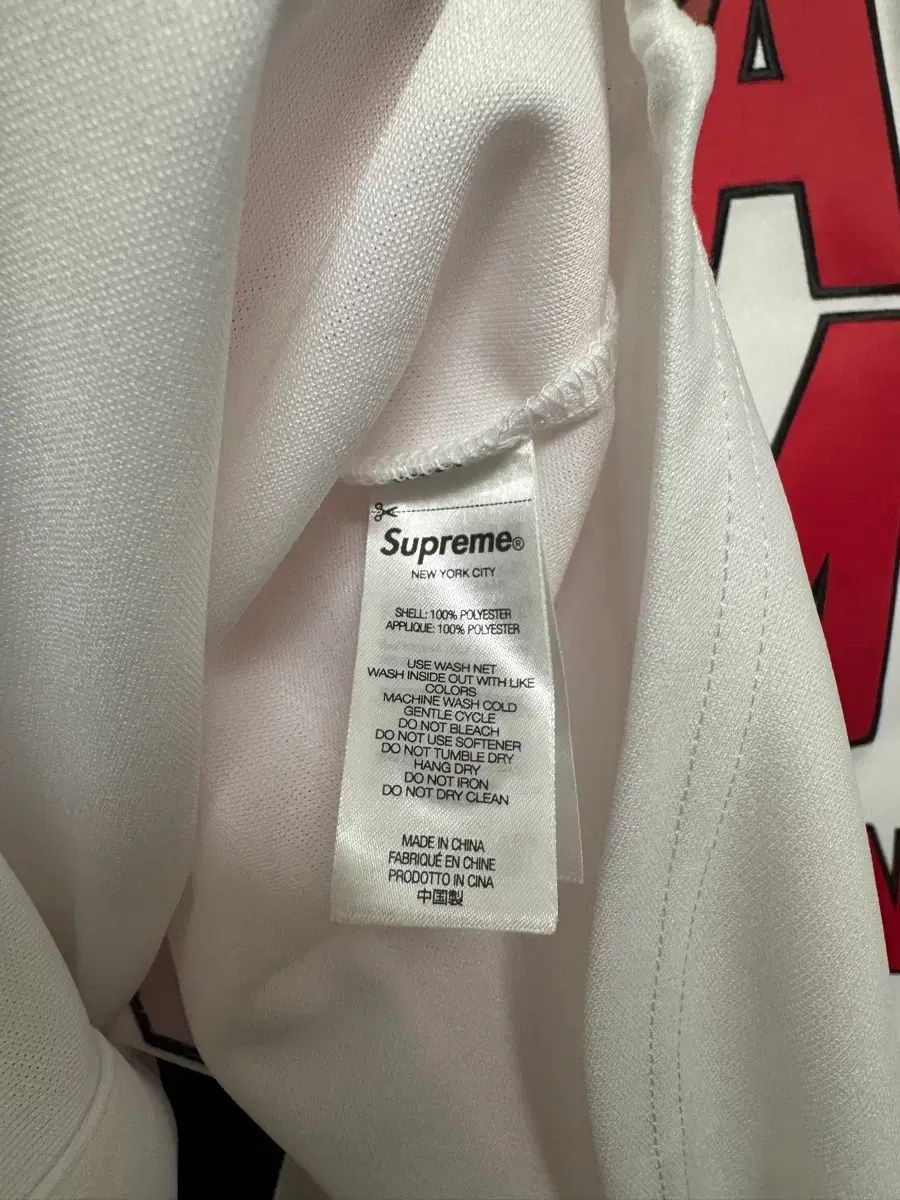 Supreme®
NEW YORK CITY
SHELL: 100% POLYESTER
APPLIQUE: 100% POLYESTER
USE WASH NET
WASH INSIDE OUT WITH LIKE
COLORS
MACHINE WASH COLD
GENTLE CYCLE
DO NOT BLEACH
DO NOT USE SOFTENER
DO NOT TUMBLE DRY
HANG DRY
DO NOT IRON
DO NOT DRY CLEAN
MADE IN CHINA
FABRIQUÉ EN CHINE
PRODOTTO IN CINA
中国製